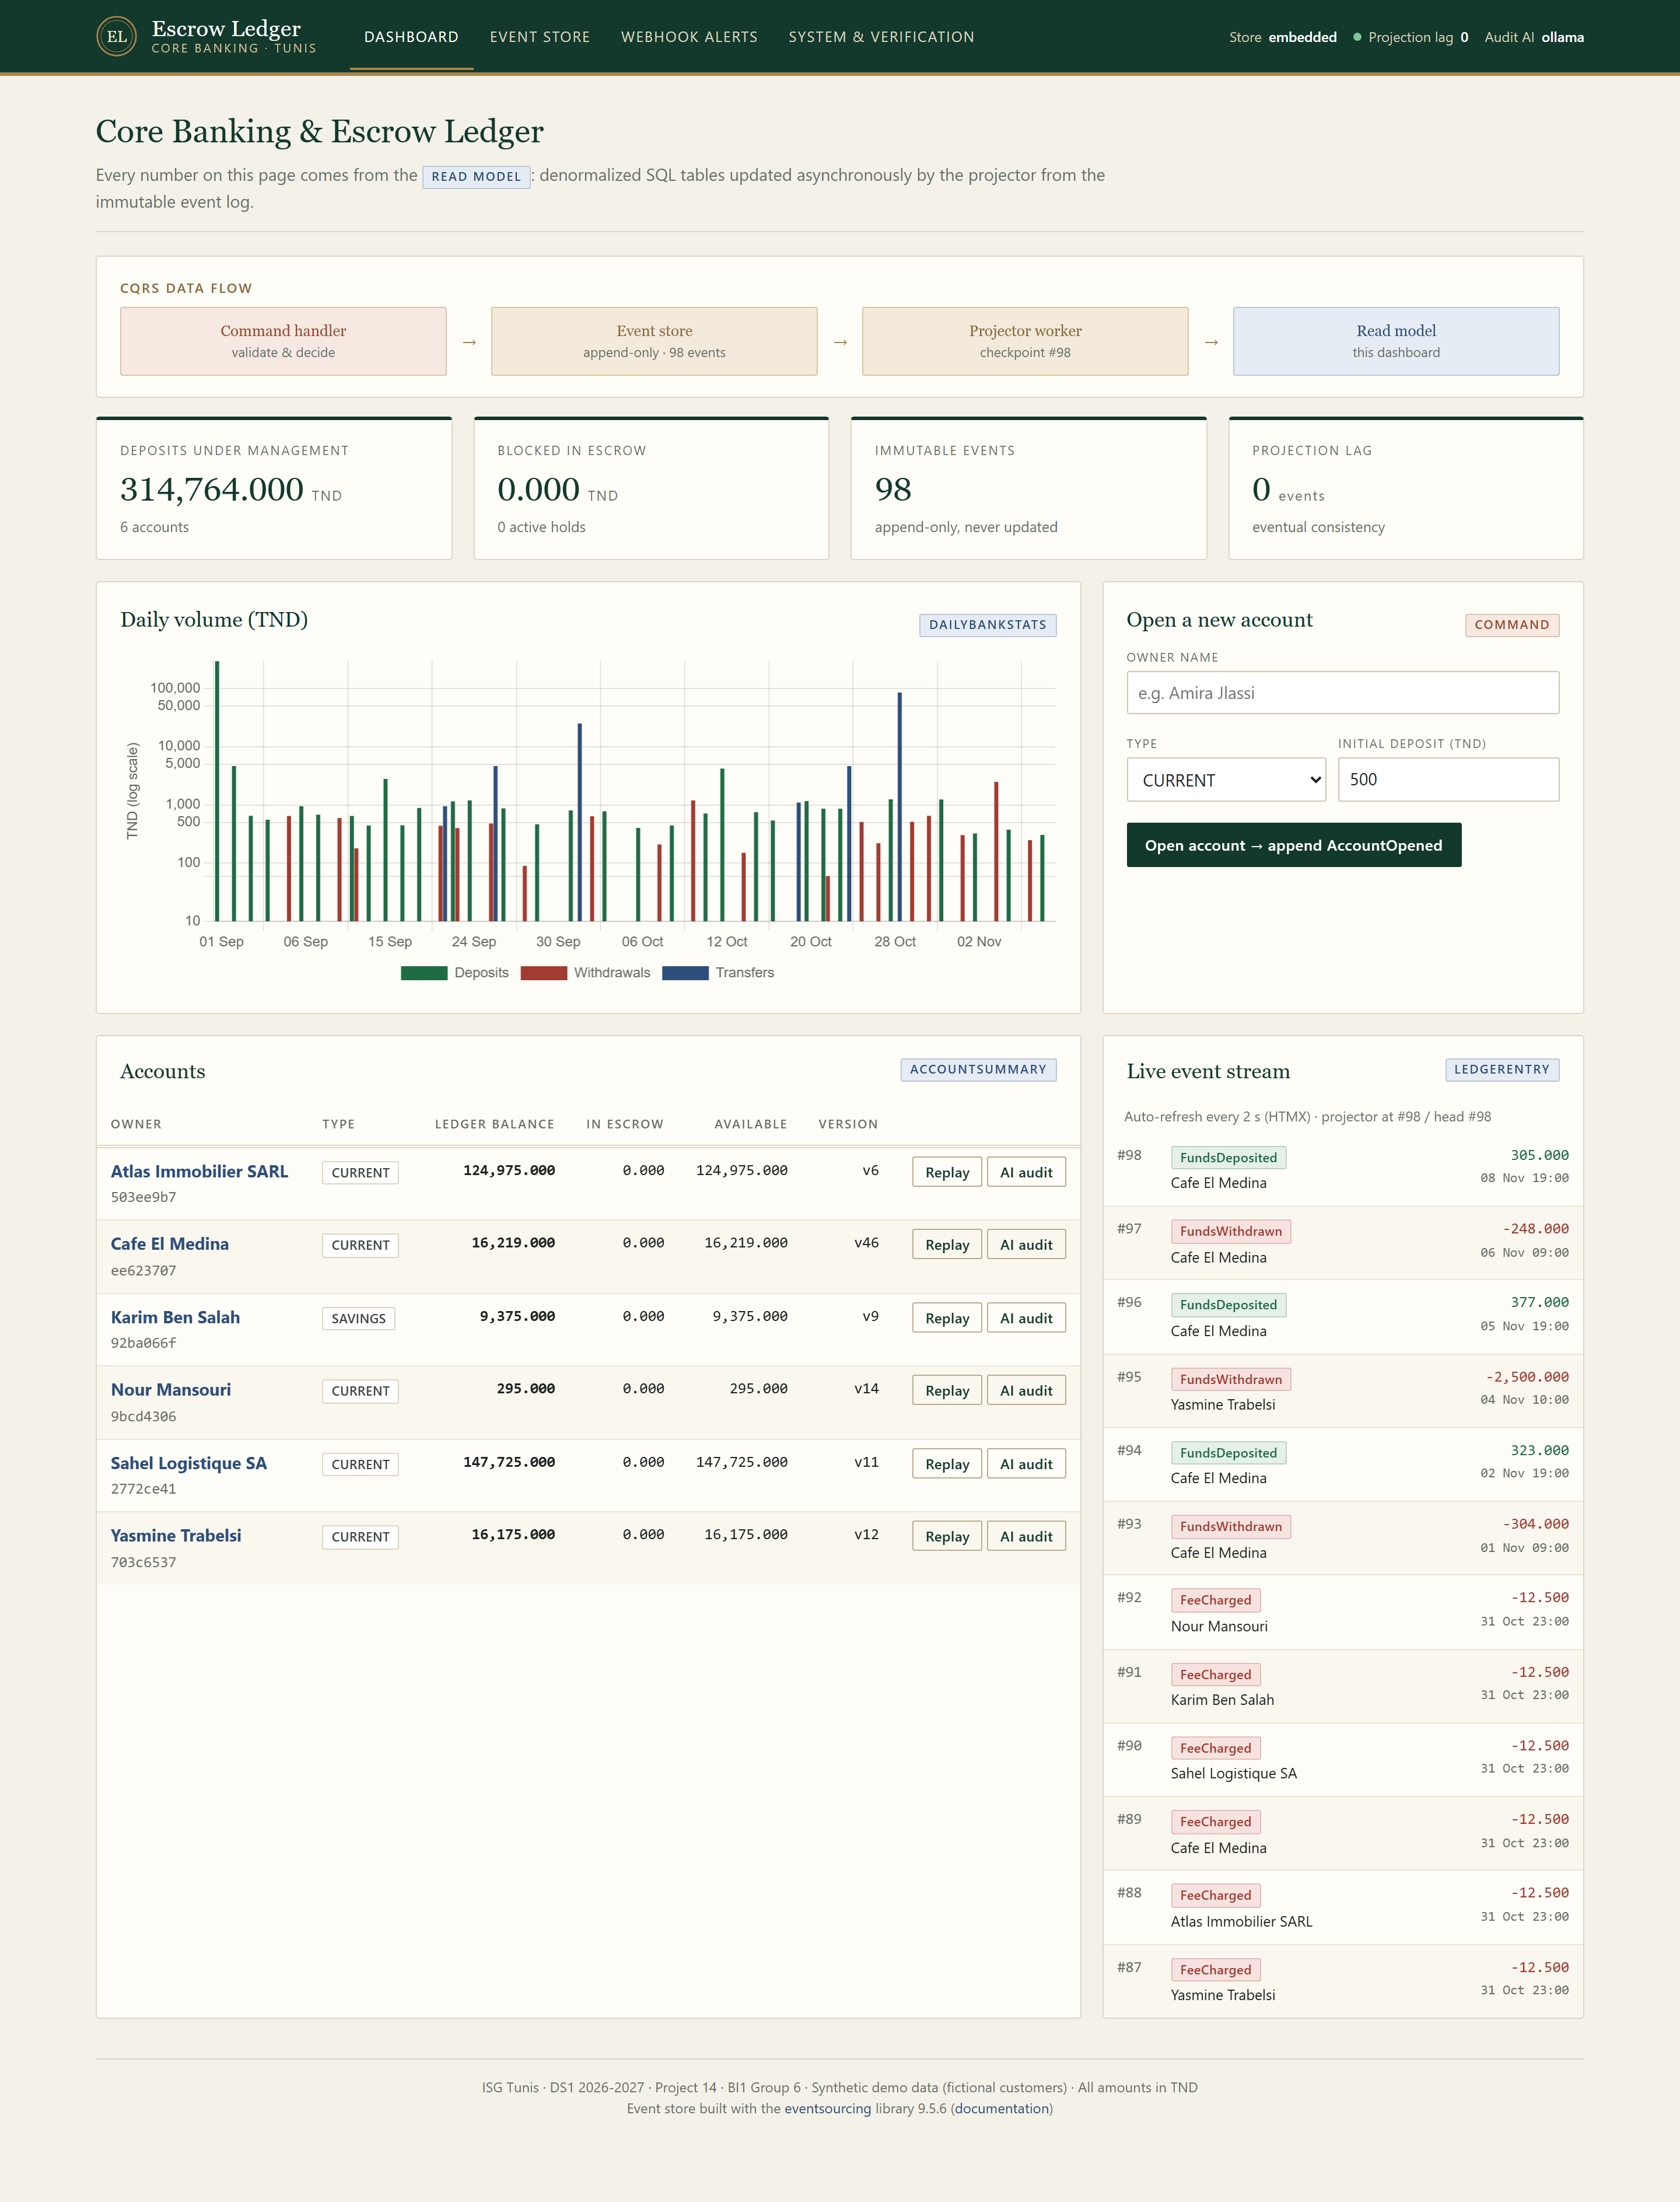 EL
Escrow Ledger
CORE BANKING · TUNIS
DASHBOARD
EVENT STORE
WEBHOOK ALERTS
SYSTEM & VERIFICATION
Store embedded
Projection lag 0
Audit AI ollama
Core Banking & Escrow Ledger
Every number on this page comes from the READ MODEL : denormalized SQL tables updated asynchronously by the projector from the
immutable event log.
CQRS DATA FLOW
Command handler
validate & decide
→
Event store
append-only · 98 events
→
Projector worker
checkpoint #98
→
Read model
this dashboard
DEPOSITS UNDER MANAGEMENT
314,764.000 TND
6 accounts
BLOCKED IN ESCROW
0.000 TND
0 active holds
IMMUTABLE EVENTS
98
append-only, never updated
PROJECTION LAG
0 events
eventual consistency
Daily volume (TND)
DAILYBANKSTATS
TND (log scale)
100,000
50,000
10,000
5,000
1,000
500
100
10
01 Sep
06 Sep
15 Sep
24 Sep
30 Sep
06 Oct
12 Oct
20 Oct
28 Oct
02 Nov
Deposits
Withdrawals
Transfers
Open a new account
COMMAND
OWNER NAME
e.g. Amira Jlassi
TYPE
INITIAL DEPOSIT (TND)
CURRENT
500
Open account → append AccountOpened
Accounts
ACCOUNTSUMMARY
OWNER TYPE LEDGER BALANCE IN ESCROW AVAILABLE VERSION
Atlas Immobilier SARL CURRENT 124,975.000 0.000 124,975.000 v6 Replay AI audit
503ee9b7
Cafe El Medina CURRENT 16,219.000 0.000 16,219.000 v46 Replay AI audit
ee623707
Karim Ben Salah SAVINGS 9,375.000 0.000 9,375.000 v9 Replay AI audit
92ba066f
Nour Mansouri CURRENT 295.000 0.000 295.000 v14 Replay AI audit
9bcd4306
Sahel Logistique SA CURRENT 147,725.000 0.000 147,725.000 v11 Replay AI audit
2772ce41
Yasmine Trabelsi CURRENT 16,175.000 0.000 16,175.000 v12 Replay AI audit
703c6537
Live event stream
LEDGERENTRY
Auto-refresh every 2 s (HTMX) · projector at #98 / head #98
#98 FundsDeposited 305.000
Cafe El Medina 08 Nov 19:00
#97 FundsWithdrawn -248.000
Cafe El Medina 06 Nov 09:00
#96 FundsDeposited 377.000
Cafe El Medina 05 Nov 19:00
#95 FundsWithdrawn -2,500.000
Yasmine Trabelsi 04 Nov 10:00
#94 FundsDeposited 323.000
Cafe El Medina 02 Nov 19:00
#93 FundsWithdrawn -304.000
Cafe El Medina 01 Nov 09:00
#92 FeeCharged -12.500
Nour Mansouri 31 Oct 23:00
#91 FeeCharged -12.500
Karim Ben Salah 31 Oct 23:00
#90 FeeCharged -12.500
Sahel Logistique SA 31 Oct 23:00
#89 FeeCharged -12.500
Cafe El Medina 31 Oct 23:00
#88 FeeCharged -12.500
Atlas Immobilier SARL 31 Oct 23:00
#87 FeeCharged -12.500
Yasmine Trabelsi 31 Oct 23:00
ISG Tunis · DS1 2026-2027 · Project 14 · BI1 Group 6 · Synthetic demo data (fictional customers) · All amounts in TND
Event store built with the eventsourcing library 9.5.6 (documentation)